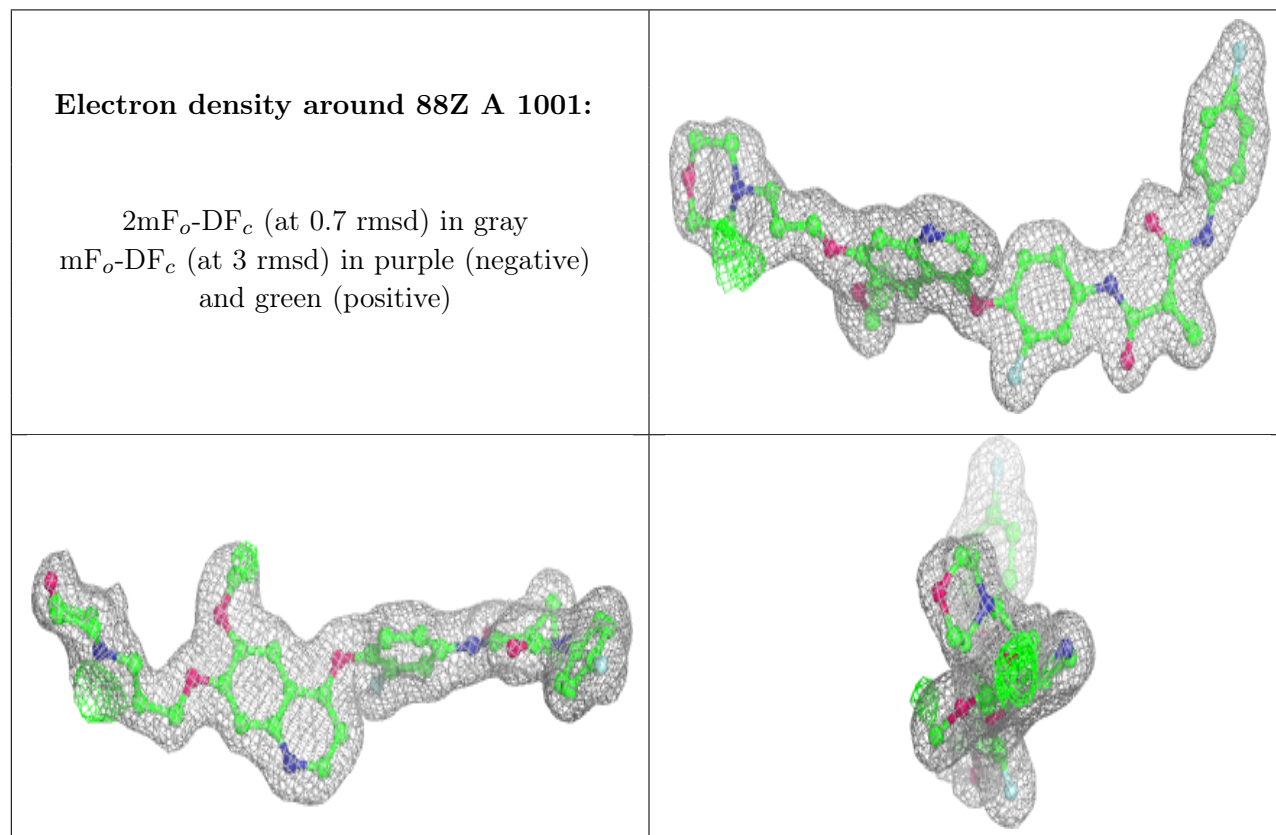 Electron density around 88Z A 1001:
2mFₒ-DF𝒸 (at 0.7 rmsd) in gray
mFₒ-DF𝒸 (at 3 rmsd) in purple (negative)
and green (positive)